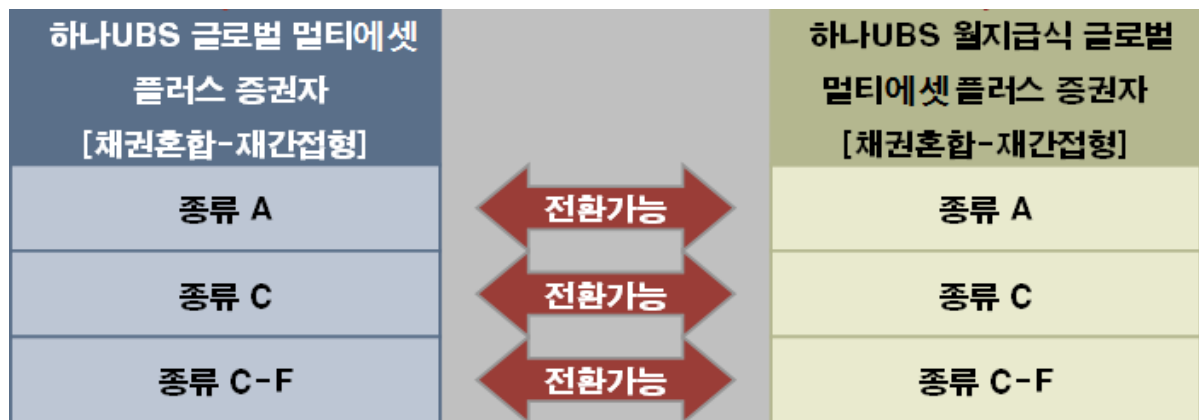 하나UBS 글로벌 멀티에셋
플러스 증권자
[채권혼합-재간접형]
하나UBS 월지급식 글로벌
멀티에셋 플러스 증권자
[채권혼합-재간접형]
종류 A
전환가능
종류 A
종류 C
전환가능
종류 C
종류 C-F
전환가능
종류 C-F